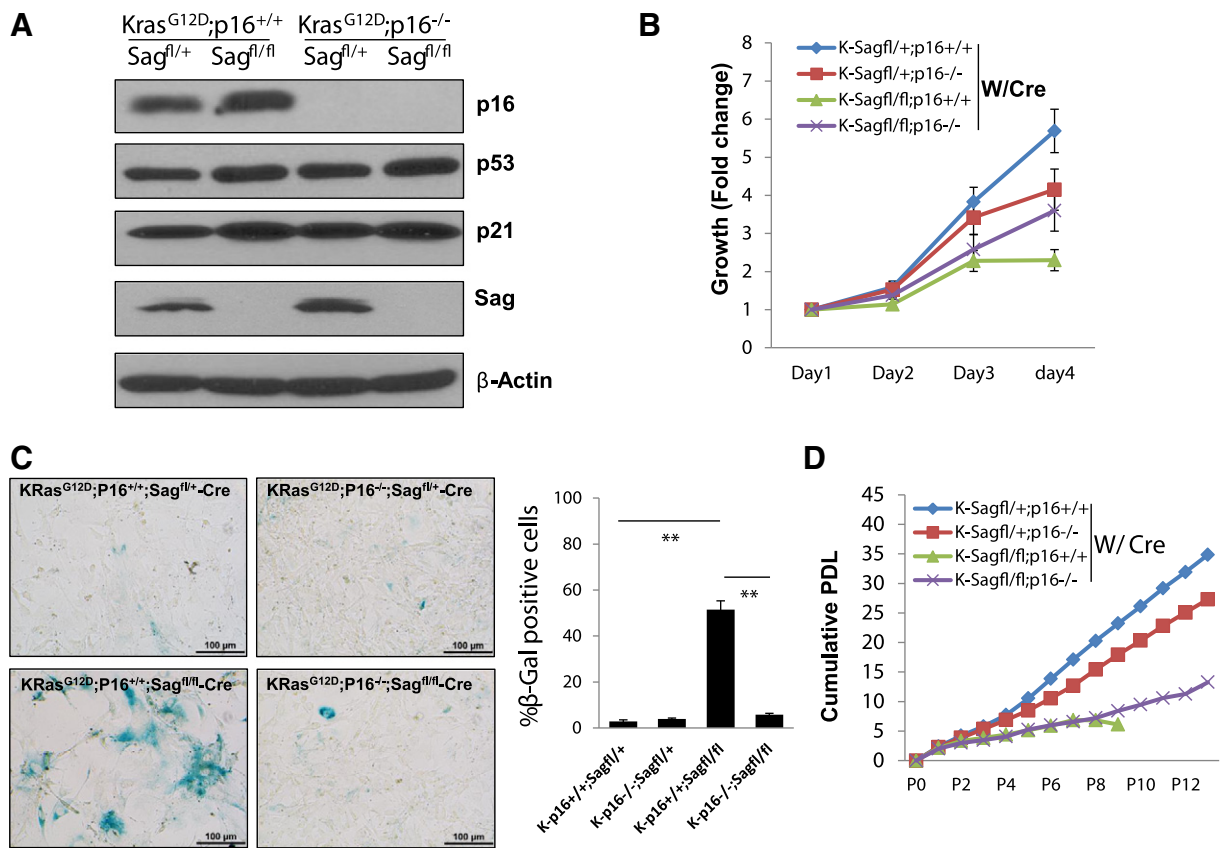 A
Kras^G12D;p16^+/+ Kras^G12D;p16^-/-
Sag^fl/+ Sag^fl/fl Sag^fl/+ Sag^fl/fl
p16
p53
p21
Sag
β-Actin
B
Growth (Fold change)
8
7
6
5
4
3
2
1
0
Day1 Day2 Day3 day4
K-Sagfl/+;p16+/+
K-Sagfl/+;p16-/-
K-Sagfl/fl;p16+/+
K-Sagfl/fl;p16-/-
W/Cre
C
KRas^G12D;P16^+/+;Sag^fl/+-Cre
100 µm
KRas^G12D;P16^-/-;Sag^fl/+-Cre
100 µm
KRas^G12D;P16^+/+;Sag^fl/fl-Cre
100 µm
KRas^G12D;P16^-/-;Sag^fl/fl-Cre
100 µm
%β-Gal positive cells
100
80
60
40
20
0
**
**
K-p16+/+;Sagfl/+
K-p16-/-;Sagfl/+
K-p16+/+;Sagfl/fl
K-p16-/-;Sagfl/fl
D
Cumulative PDL
45
40
35
30
25
20
15
10
5
0
P0 P2 P4 P6 P8 P10 P12
K-Sagfl/+;p16+/+
K-Sagfl/+;p16-/-
K-Sagfl/fl;p16+/+
K-Sagfl/fl;p16-/-
W/ Cre